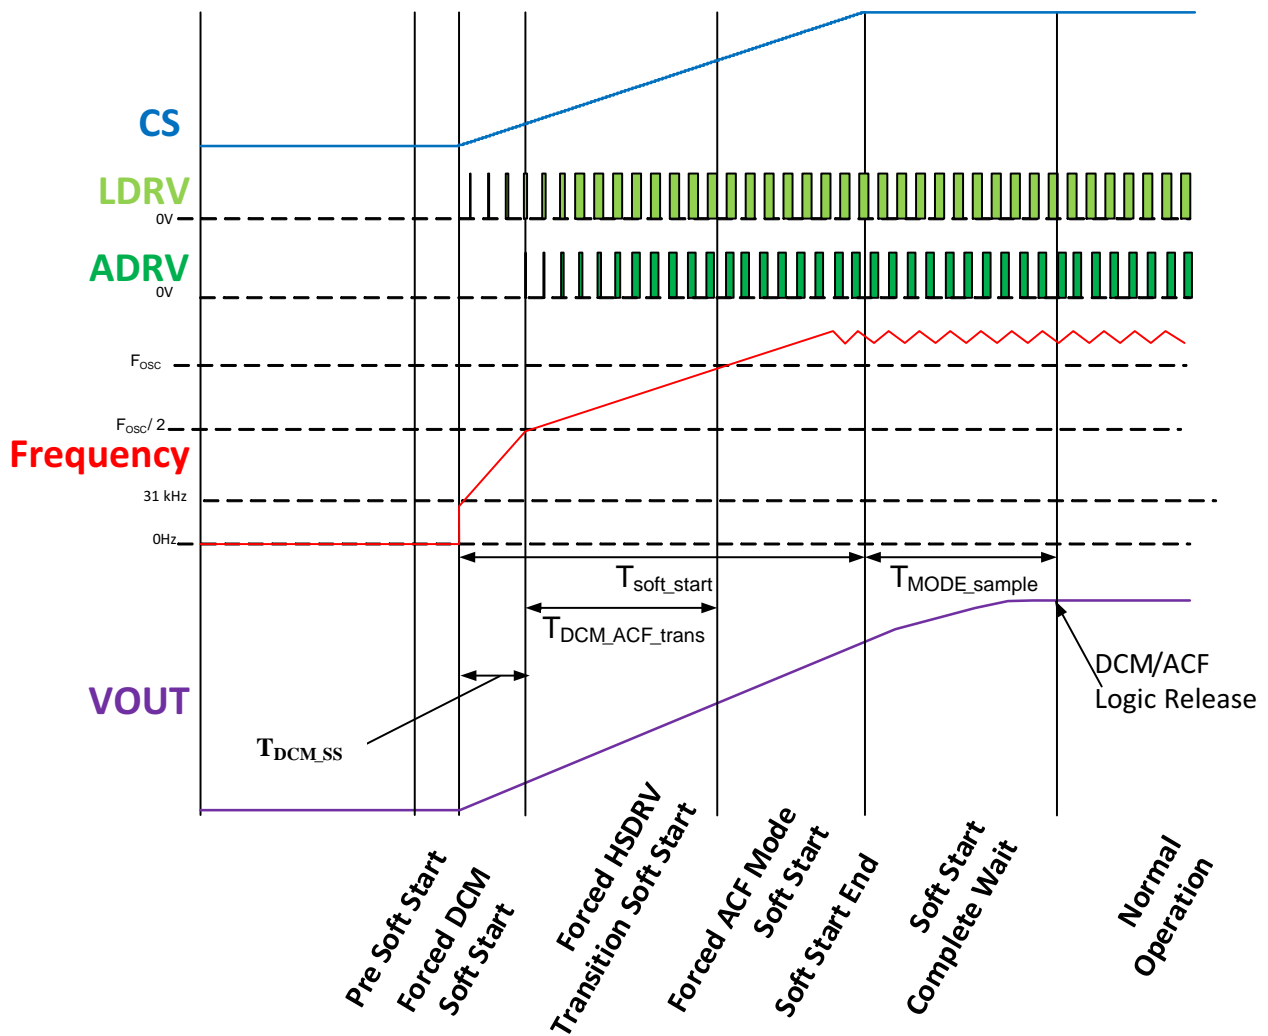 CS
LDRV
0V
ADRV
0V
Fosc
Fosc/ 2
Frequency
31 kHz
0Hz
Tsoft_start
TMODE_sample
TDCM_ACF_trans
DCM/ACF
Logic Release
VOUT
TDCM_SS
Pre Soft Start
Forced DCM
Soft Start
Forced HSDRV
Transition Soft Start
Forced ACF Mode
Soft Start
Soft Start End
Soft Start
Complete Wait
Normal
Operation